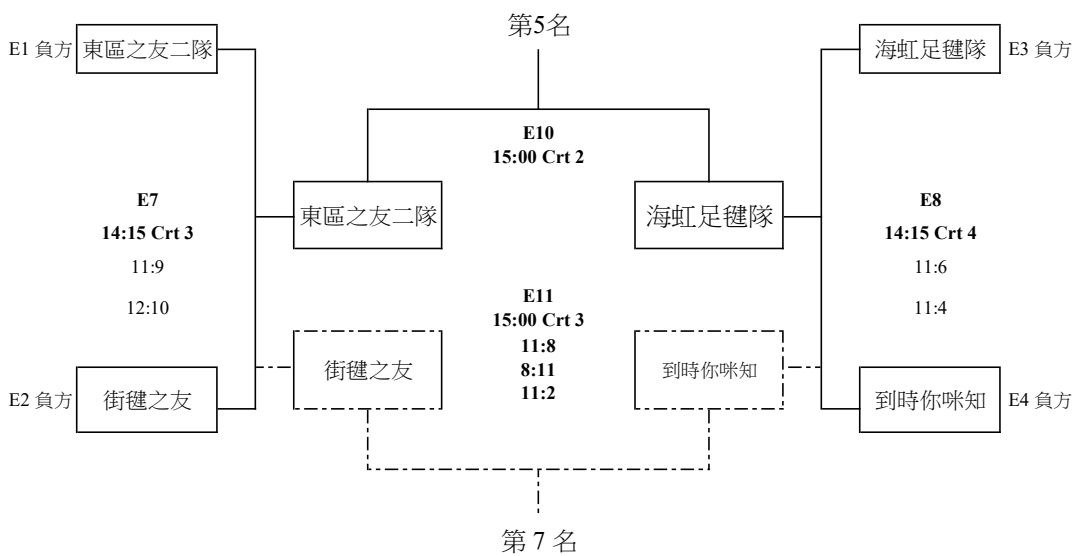 第5名
E1 負方
東區之友二隊
海虹足毽隊
E3 負方
E10
15:00 Crt 2
東區之友二隊
海虹足毽隊
E7
14:15 Crt 3
11:9
12:10
E8
14:15 Crt 4
11:6
11:4
E11
15:00 Crt 3
11:8
8:11
11:2
街毽之友
到時你咪知
E2 負方
街毽之友
到時你咪知
E4 負方
第 7 名